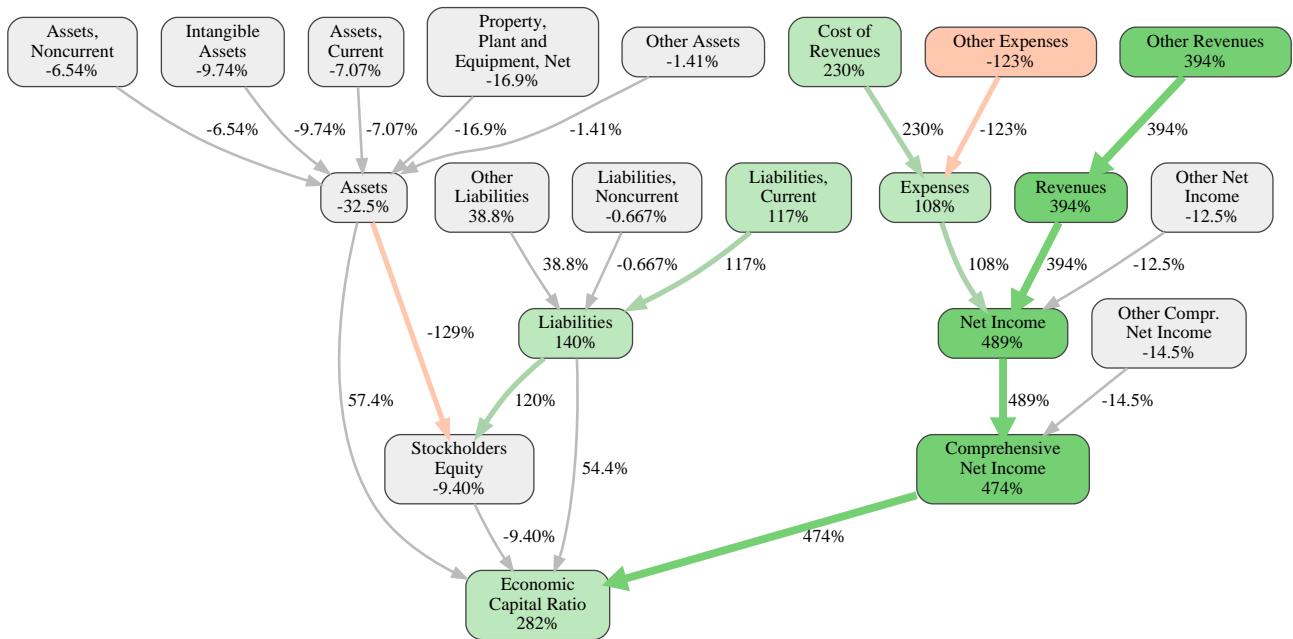 Assets,
Noncurrent
-6.54%
Intangible
Assets
-9.74%
Assets,
Current
-7.07%
Property,
Plant and
Equipment, Net
-16.9%
Other Assets
-1.41%
Cost of
Revenues
230%
Other Expenses
-123%
Other Revenues
394%
-6.54%
-9.74%
-7.07%
-16.9%
-1.41%
230%
-123%
394%
Assets
-32.5%
Other
Liabilities
38.8%
Liabilities,
Noncurrent
-0.667%
Liabilities,
Current
117%
Expenses
108%
Revenues
394%
Other Net
Income
-12.5%
38.8%
-0.667%
117%
108%
394%
-12.5%
-129%
Liabilities
140%
Net Income
489%
Other Compr.
Net Income
-14.5%
57.4%
120%
489%
-14.5%
Stockholders
Equity
-9.40%
54.4%
Comprehensive
Net Income
474%
-9.40%
474%
Economic
Capital Ratio
282%